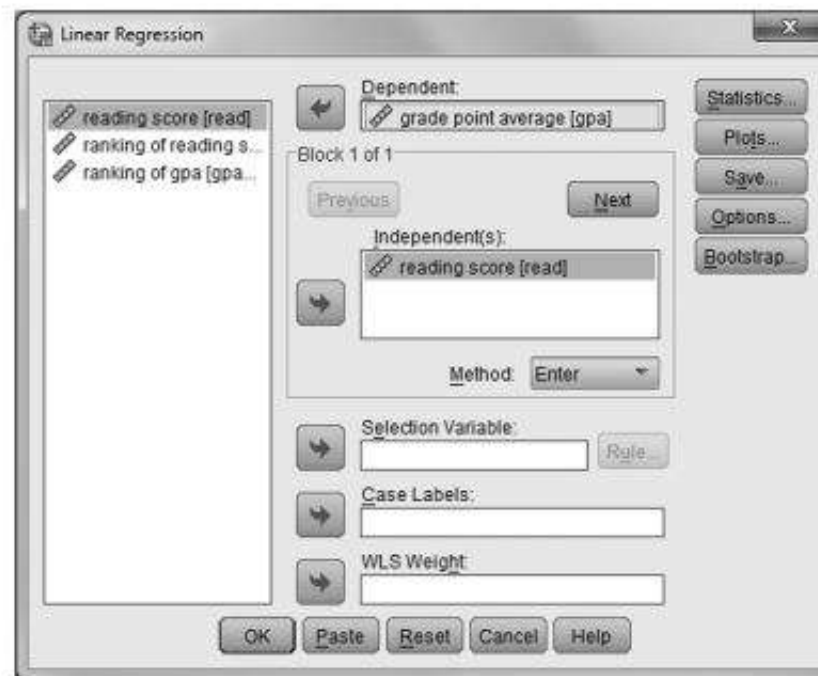 Linear Regression
reading score [read]
ranking of reading s...
ranking of gpa [gpa...
Dependent:
grade point average [gpa]
Block 1 of 1
Previous
Next
Independent(s):
reading score [read]
Method:
Enter
Selection Variable:
Rule...
Case Labels:
WLS Weight:
Statistics...
Plots...
Save...
Options...
Bootstrap...
OK
Paste
Reset
Cancel
Help